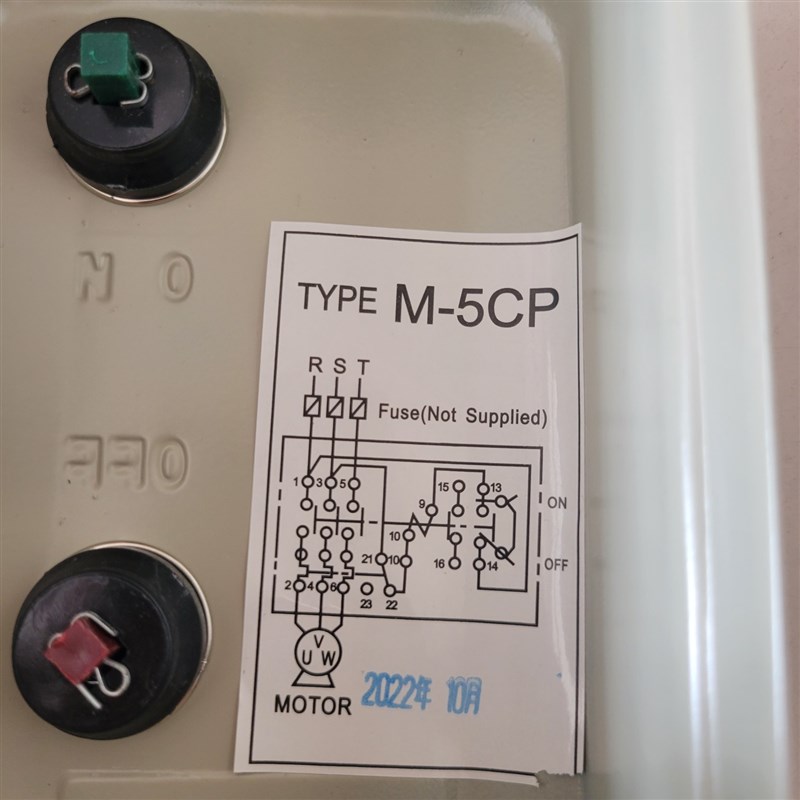 N O
OFF
TYPE M-5CP
R S T
Fuse(Not Supplied)
1 3 5
15
13
9
ON
10
21
10
16
14
OFF
2 4 6
23
22
V
U W
MOTOR
2022年 10月